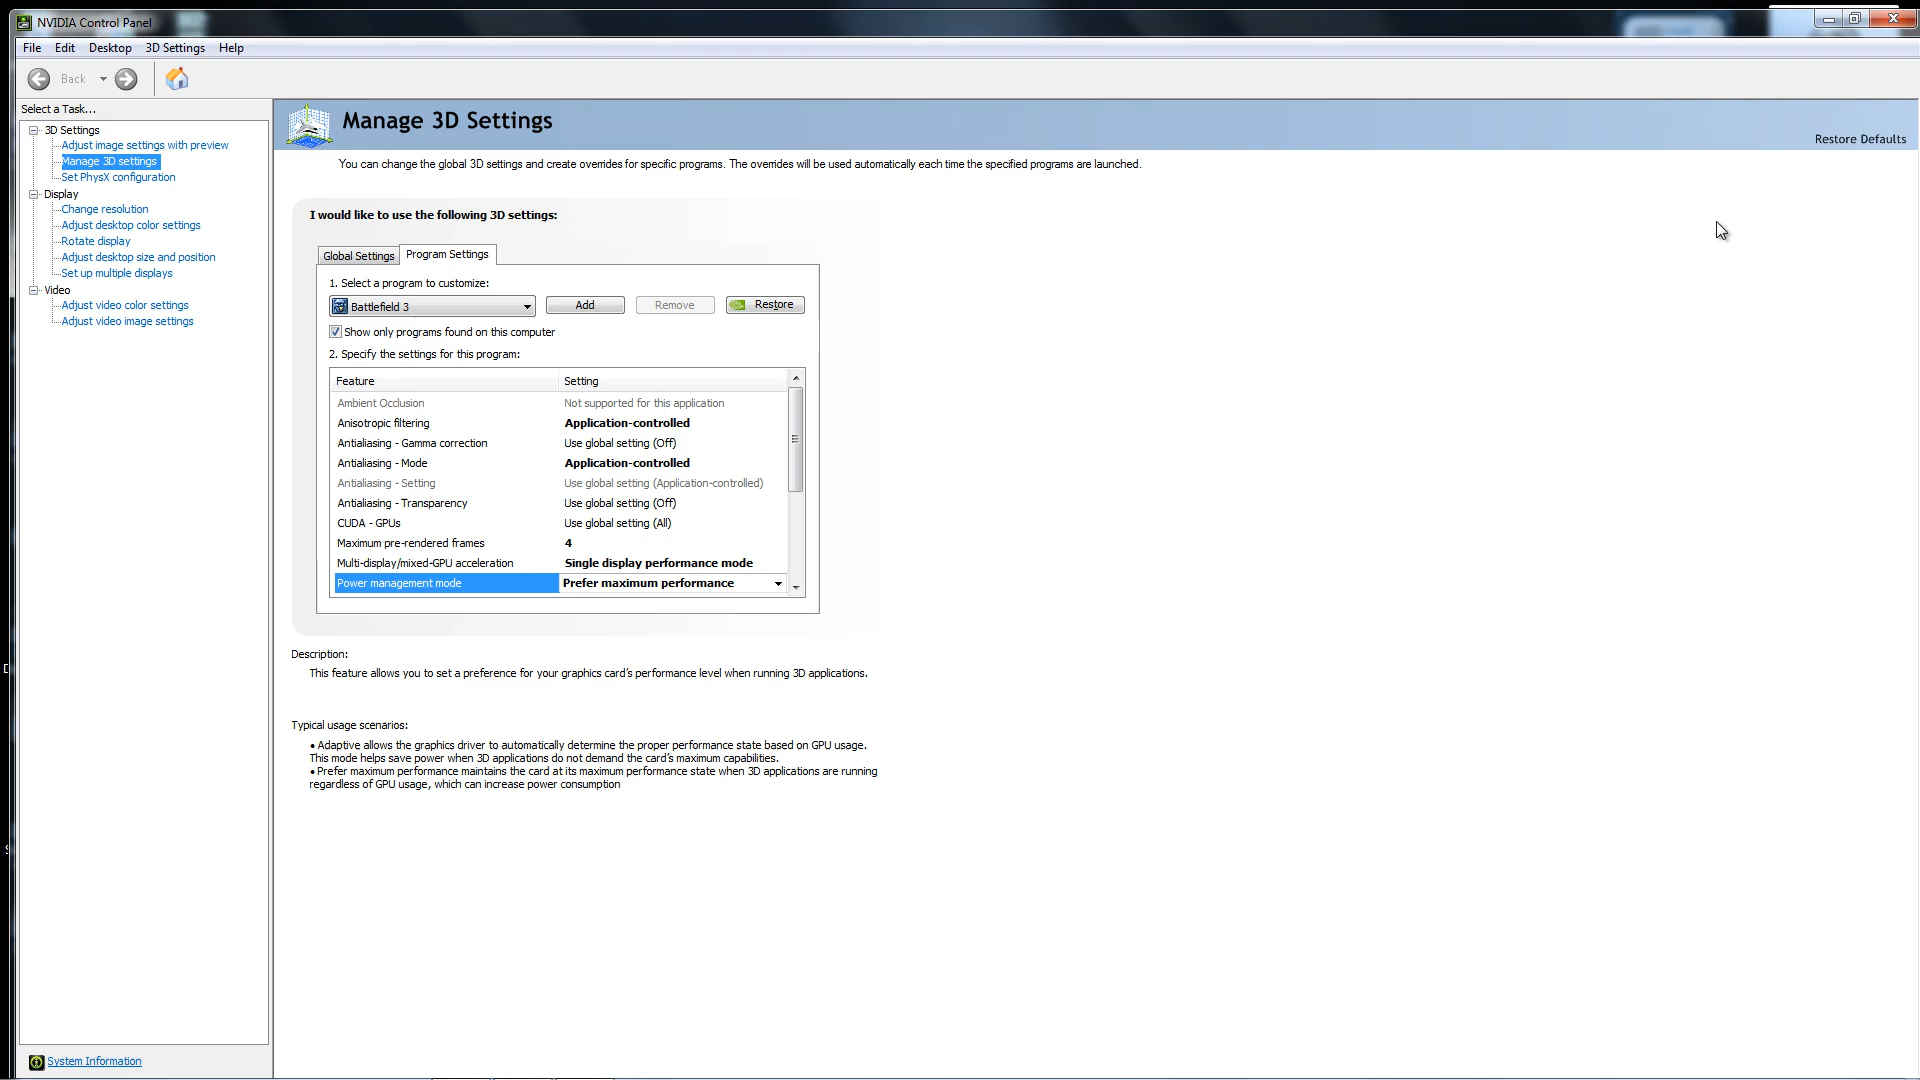 NVIDIA Control Panel
File Edit Desktop 3D Settings Help
Back
Select a Task...
3D Settings
Adjust image settings with preview
Manage 3D settings
Set PhysX configuration
Display
Change resolution
Adjust desktop color settings
Rotate display
Adjust desktop size and position
Set up multiple displays
Video
Adjust video color settings
Adjust video image settings
System Information
Manage 3D Settings
Restore Defaults
You can change the global 3D settings and create overrides for specific programs. The overrides will be used automatically each time the specified programs are launched.
I would like to use the following 3D settings:
Global Settings Program Settings
1. Select a program to customize:
Battlefield 3 Add Remove Restore
Show only programs found on this computer
2. Specify the settings for this program:
Feature Setting
Ambient Occlusion Not supported for this application
Anisotropic filtering Application-controlled
Antialiasing - Gamma correction Use global setting (Off)
Antialiasing - Mode Application-controlled
Antialiasing - Setting Use global setting (Application-controlled)
Antialiasing - Transparency Use global setting (Off)
CUDA - GPUs Use global setting (All)
Maximum pre-rendered frames 4
Multi-display/mixed-GPU acceleration Single display performance mode
Power management mode Prefer maximum performance
Description:
This feature allows you to set a preference for your graphics card's performance level when running 3D applications.
Typical usage scenarios:
• Adaptive allows the graphics driver to automatically determine the proper performance state based on GPU usage.
This mode helps save power when 3D applications do not demand the card's maximum capabilities.
• Prefer maximum performance maintains the card at its maximum performance state when 3D applications are running
regardless of GPU usage, which can increase power consumption